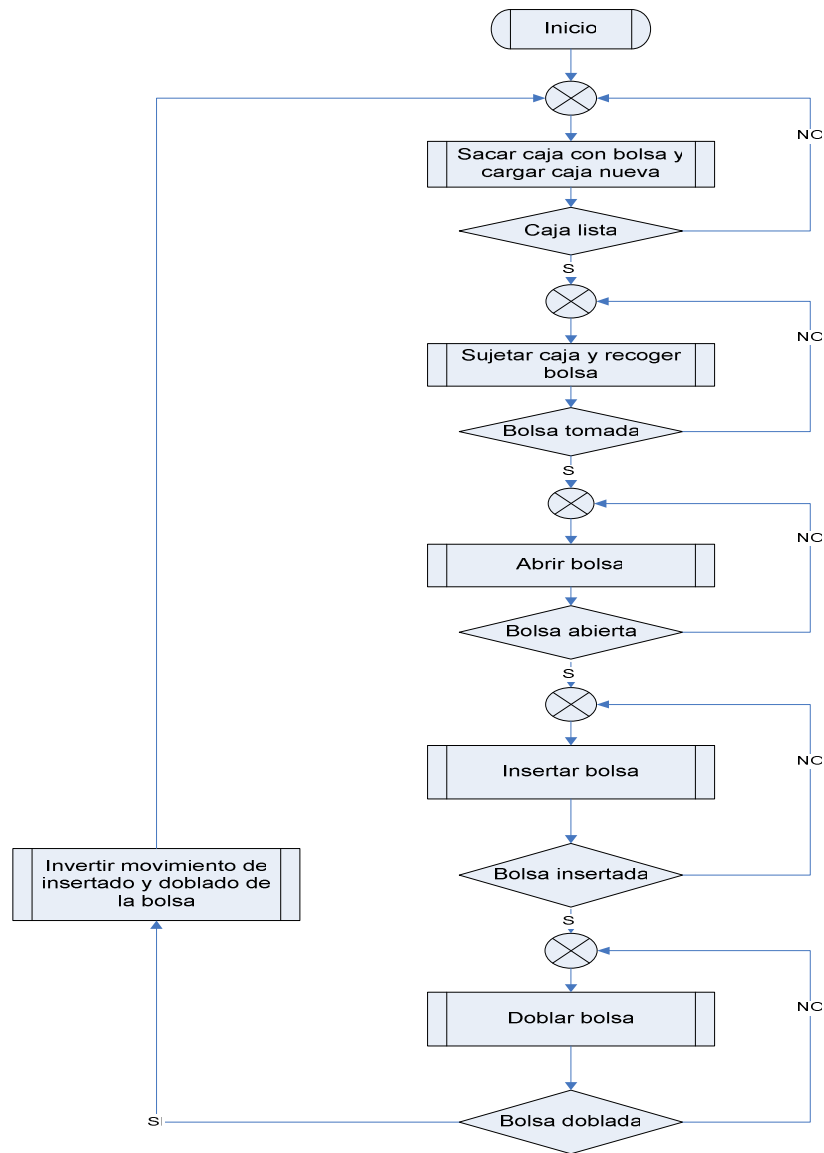 Inicio
NO
Sacar caja con bolsa y
cargar caja nueva
Caja lista
S
NO
Sujetar caja y recoger
bolsa
Bolsa tomada
S
NO
Abrir bolsa
Bolsa abierta
S
NO
Insertar bolsa
Invertir movimiento de
insertado y doblado de
la bolsa
Bolsa insertada
S
NO
Doblar bolsa
Bolsa doblada
SI